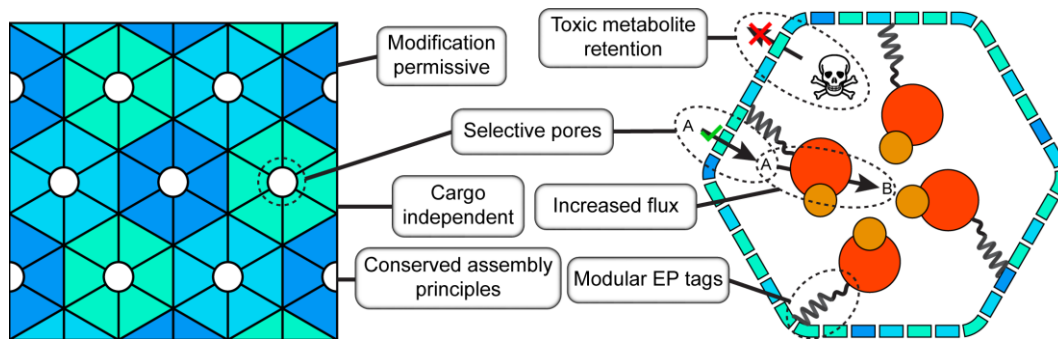 Modification
permissive
Selective pores
Cargo
independent
Conserved assembly
principles
Toxic metabolite
retention
Increased flux
Modular EP tags
A
A
B